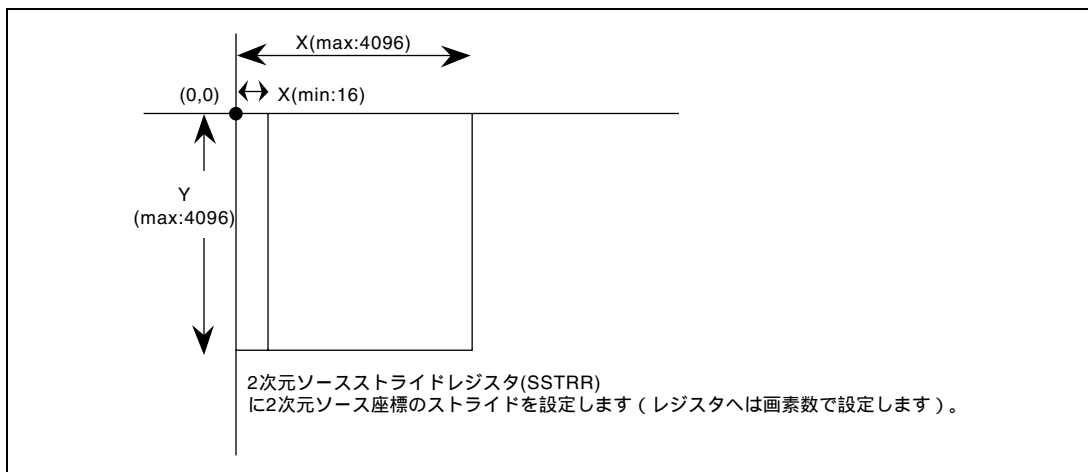 X(max:4096)
(0,0)
X(min:16)
Y
(max:4096)
2次元ソースストライドレジスタ(SSTRR)
に2次元ソース座標のストライドを設定します（レジスタへは画素数で設定します）。